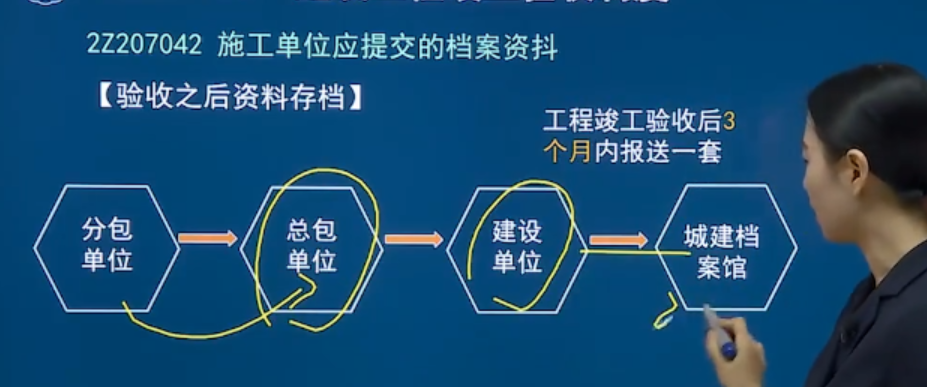 2Z207042 施工单位应提交的档案资抖
【验收之后资料存档】
工程竣工验收后3
个月内报送一套
分包
单位
总包
单位
建设
单位
城建档
案馆